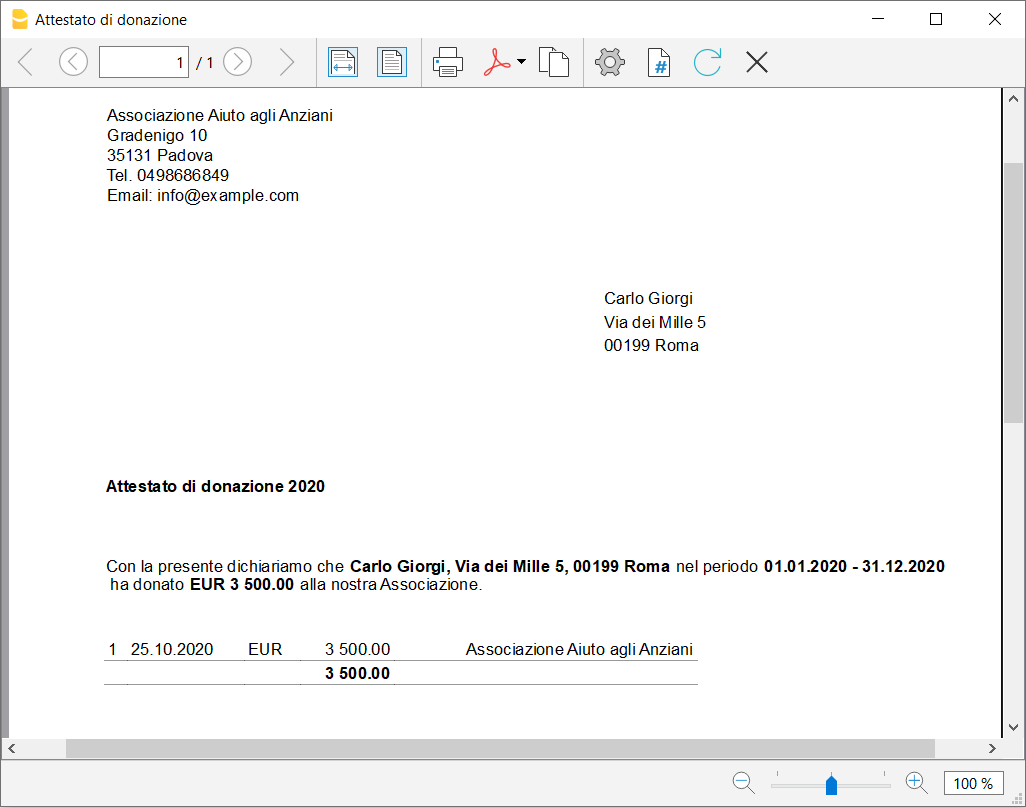 Attestato di donazione
1 / 1
#
Associazione Aiuto agli Anziani
Gradenigo 10
35131 Padova
Tel. 0498686849
Email: info@example.com
Carlo Giorgi
Via dei Mille 5
00199 Roma
Attestato di donazione 2020
Con la presente dichiariamo che Carlo Giorgi, Via dei Mille 5, 00199 Roma nel periodo 01.01.2020 - 31.12.2020
ha donato EUR 3 500.00 alla nostra Associazione.
1 25.10.2020 EUR 3 500.00 Associazione Aiuto agli Anziani
3 500.00
100 %